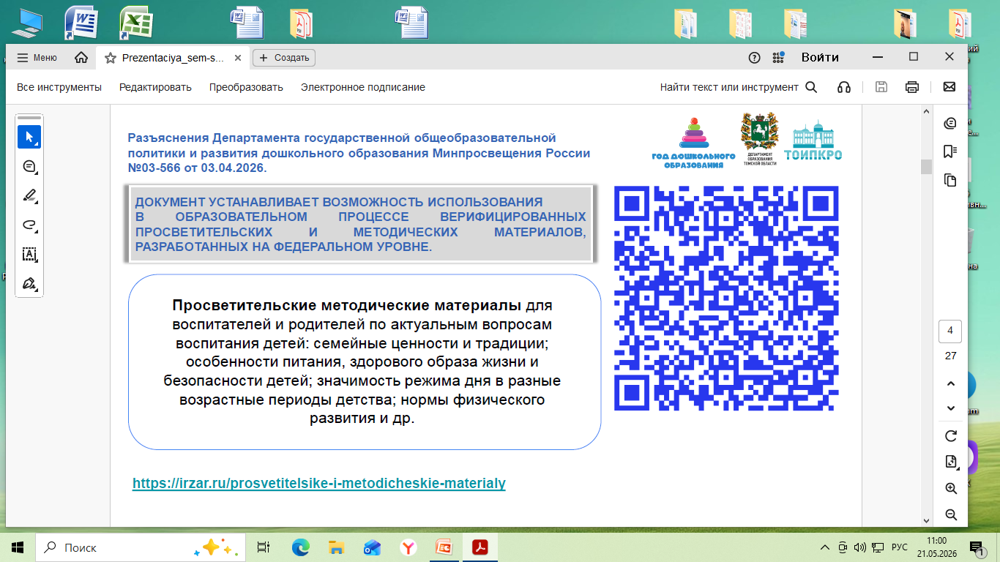 Меню
Prezentaciya_sem-s...
Создать
Войти
Все инструменты
Редактировать
Преобразовать
Электронное подписание
Найти текст или инструмент
Разъяснения Департамента государственной общеобразовательной
политики и развития дошкольного образования Минпросвещения России
№03-566 от 03.04.2026.
ГОД ДОШКОЛЬНОГО
ОБРАЗОВАНИЯ
ДЕПАРТАМЕНТ
ОБРАЗОВАНИЯ
ТОМСКОЙ ОБЛАСТИ
ТОИПКРО
ДОКУМЕНТ УСТАНАВЛИВАЕТ ВОЗМОЖНОСТЬ ИСПОЛЬЗОВАНИЯ
В ОБРАЗОВАТЕЛЬНОМ ПРОЦЕССЕ ВЕРИФИЦИРОВАННЫХ
ПРОСВЕТИТЕЛЬСКИХ И МЕТОДИЧЕСКИХ МАТЕРИАЛОВ,
РАЗРАБОТАННЫХ НА ФЕДЕРАЛЬНОМ УРОВНЕ.
Просветительские методические материалы для
воспитателей и родителей по актуальным вопросам
воспитания детей: семейные ценности и традиции;
особенности питания, здорового образа жизни и
безопасности детей; значимость режима дня в разные
возрастные периоды детства; нормы физического
развития и др.
https://irzar.ru/prosvetitelsike-i-metodicheskie-materialy
4
27
Поиск
РУС
11:00
21.05.2026
1